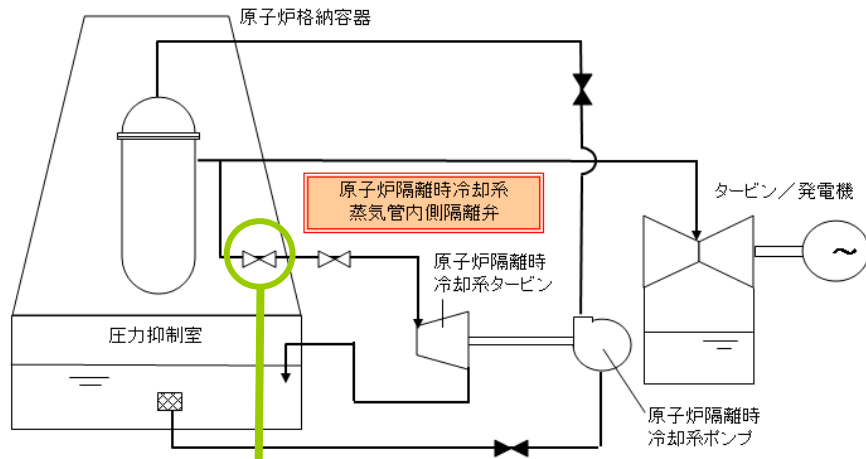 原子炉格納容器
原子炉隔離時冷却系
蒸気管内側隔離弁
タービン／発電機
原子炉隔離時
冷却系タービン
圧力抑制室
原子炉隔離時
冷却系ポンプ
~